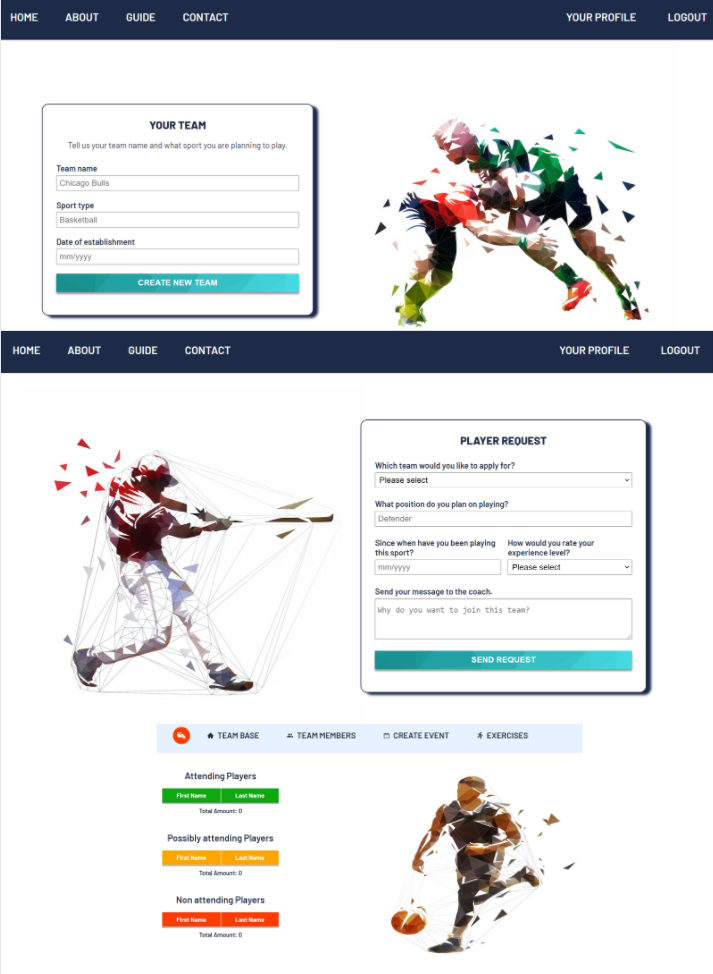 HOME ABOUT GUIDE CONTACT YOUR PROFILE LOGOUT
YOUR TEAM
Tell us your team name and what sport you are planning to play.
Team name
Chicago Bulls
Sport type
Basketball
Date of establishment
mm/yyyy
CREATE NEW TEAM
HOME ABOUT GUIDE CONTACT YOUR PROFILE LOGOUT
PLAYER REQUEST
Which team would you like to apply for?
Please select
What position do you plan on playing?
Defender
Since when have you been playing
this sport?
How would you rate your
experience level?
mm/yyyy Please select
Send your message to the coach.
Why do you want to join this team?
SEND REQUEST
TEAM BASE TEAM MEMBERS CREATE EVENT EXERCISES
Attending Players
First Name Last Name
Total Amount: 0
Possibly attending Players
First Name Last Name
Total Amount: 0
Non attending Players
First Name Last Name
Total Amount: 0